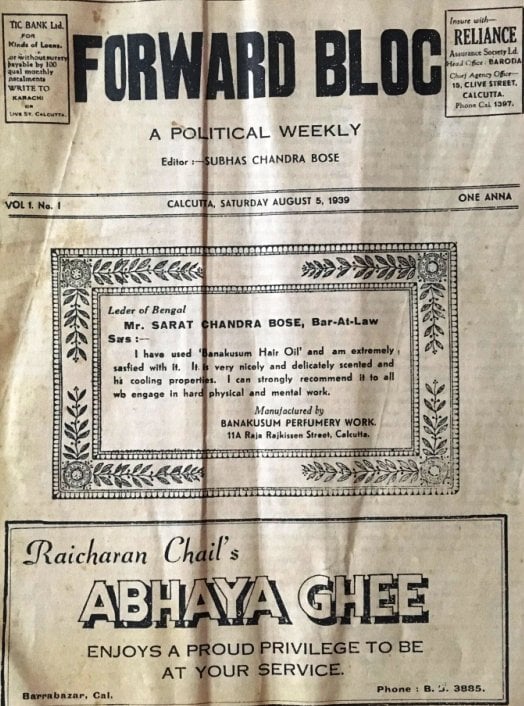 TIC BANK Ltd.
FOR
Kinds of Loans.
or without surety
payable by 100
qual monthly
nstalments
WRITE TO
KARACHI
OR
LIVE ST. CALCUTTA.
FORWARD BLOC
Insure with—
RELIANCE
Assurance Society Ld.
Head Office: BARODA
Chief Agency Office—
15, CLIVE STREET,
CALCUTTA.
Phone Cal. 1397.
A POLITICAL WEEKLY
Editor :—SUBHAS CHANDRA BOSE
VOL 1. No. 1
CALCUTTA, SATURDAY AUGUST 5, 1939
ONE ANNA
Leder of Bengal
Mr. SARAT CHANDRA BOSE, Bar-At-Law
Sars :—
I have used 'Banakusum Hair Oil' and am extremely
sasfied with it. It is very nicely and delicately scented and
has cooling properties. I can strongly recommend it to all
wb engage in hard physical and mental work.
Manufactured by
BANAKUSUM PERFUMERY WORK.
11A Raja Rajkissen Street, Calcutta.
Raicharan Chail's
ABHAYA GHEE
ENJOYS A PROUD PRIVILEGE TO BE
AT YOUR SERVICE.
Barrabazar, Cal.
Phone : B. 3885.